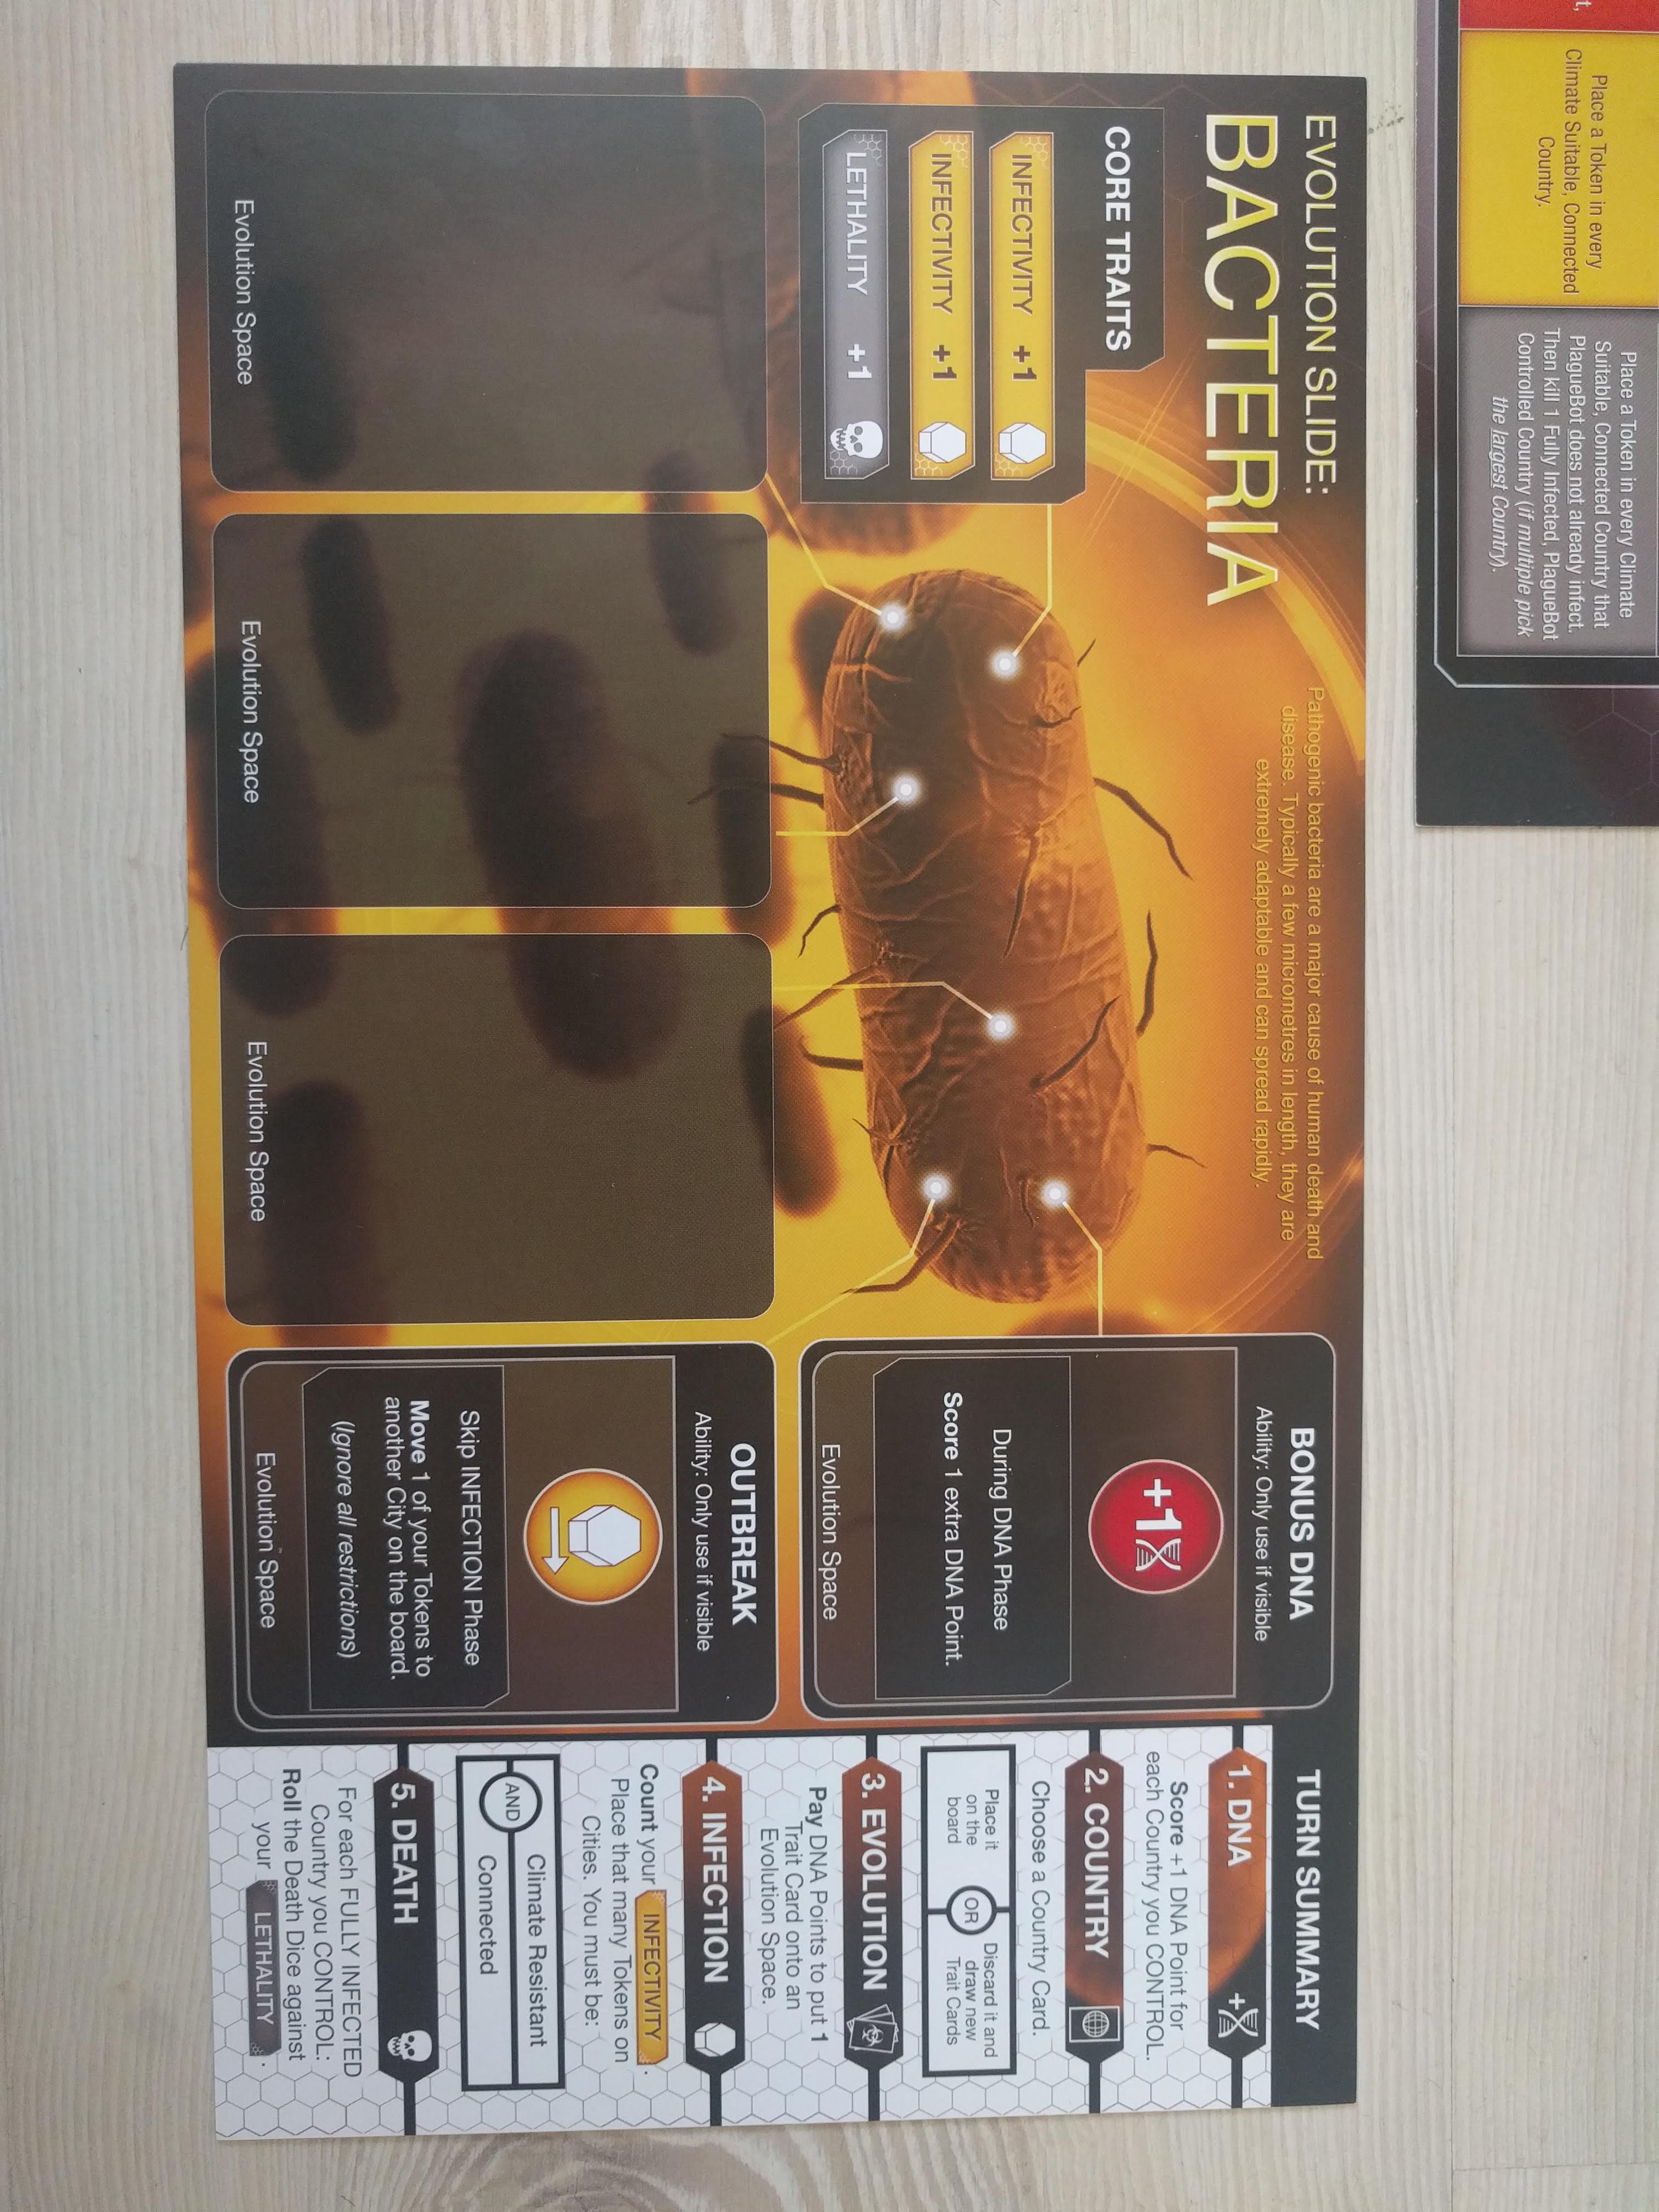 t,
Place a Token in every
Climate Suitable, Connected
Country.
Place a Token in every Climate
Suitable, Connected Country that
PlagueBot does not already infect.
Then kill 1 Fully Infected, PlagueBot
Controlled Country (if multiple pick
the largest Country).
EVOLUTION SLIDE:
BACTERIA
Pathogenic bacteria are a major cause of human death and
disease. Typically a few micrometres in length, they are
extremely adaptable and can spread rapidly.
CORE TRAITS
INFECTIVITY +1
INFECTIVITY +1
LETHALITY +1
Evolution Space
Evolution Space
Evolution Space
BONUS DNA
Ability: Only use if visible
+1
During DNA Phase
Score 1 extra DNA Point.
Evolution Space
OUTBREAK
Ability: Only use if visible
Skip INFECTION Phase
Move 1 of your Tokens to
another City on the board.
(Ignore all restrictions)
Evolution Space
TURN SUMMARY
1. DNA +
Score +1 DNA Point for
each Country you CONTROL.
2. COUNTRY
Choose a Country Card.
Place it
on the
board
OR
Discard it and
draw new
Trait Cards
3. EVOLUTION
Pay DNA Points to put 1
Trait Card onto an
Evolution Space.
4. INFECTION
Count your INFECTIVITY.
Place that many Tokens on
Cities. You must be:
Climate Resistant
AND
Connected
5. DEATH
For each FULLY INFECTED
Country you CONTROL:
Roll the Death Dice against
your LETHALITY.